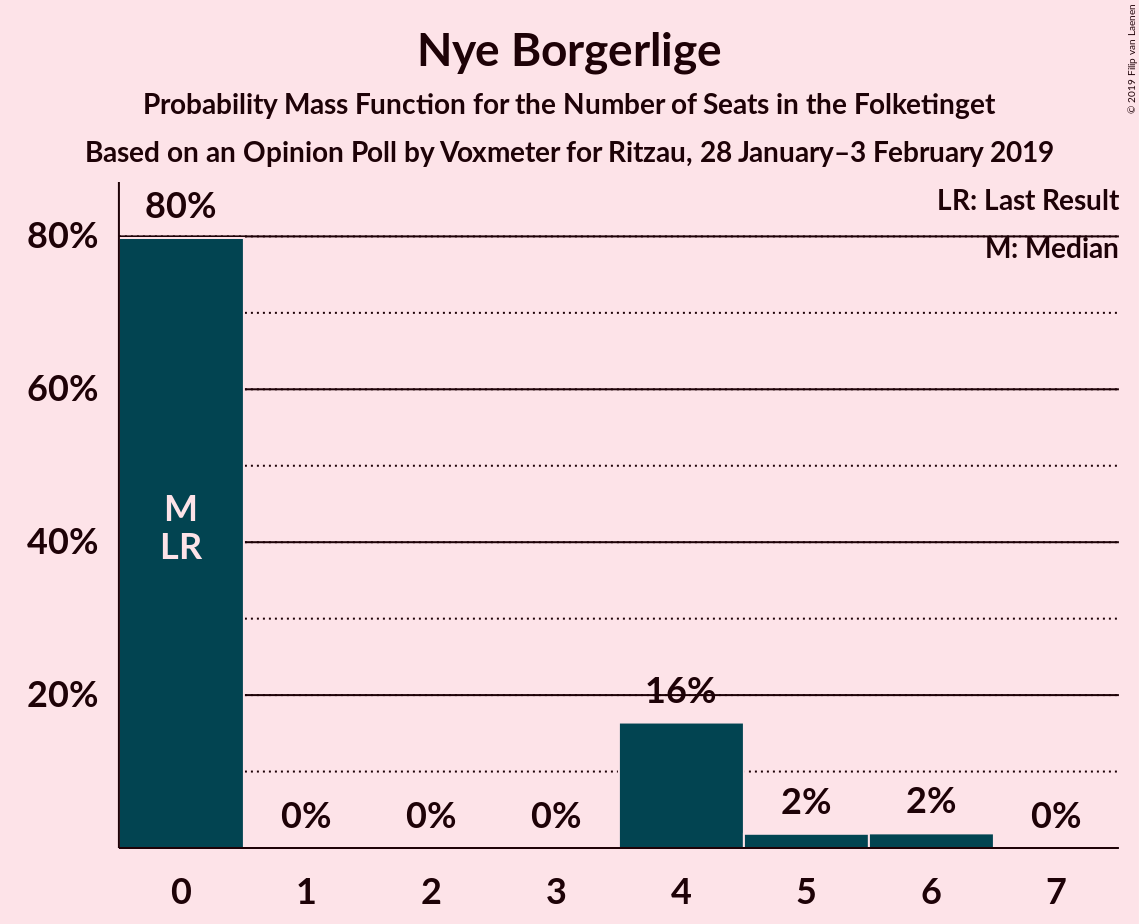 Nye Borgerlige
Probability Mass Function for the Number of Seats in the Folketinget
Based on an Opinion Poll by Voxmeter for Ritzau, 28 January–3 February 2019
© 2019 Filip van Laenen
LR: Last Result
M: Median
80%
80%
60%
40%
20%
M
LR
0%
0%
0%
16%
2%
2%
0%
0
1
2
3
4
5
6
7